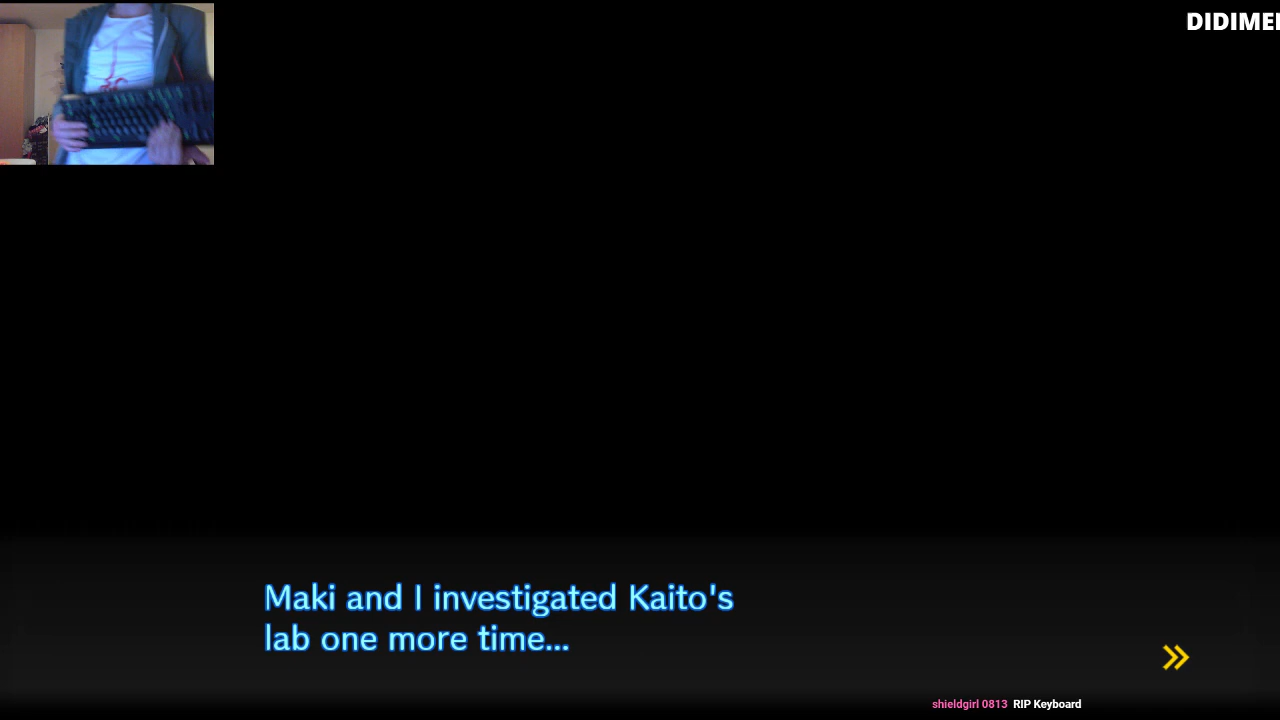 DIDIME
Maki and I investigated Kaito's
lab one more time...
shieldgirl 0813 RIP Keyboard